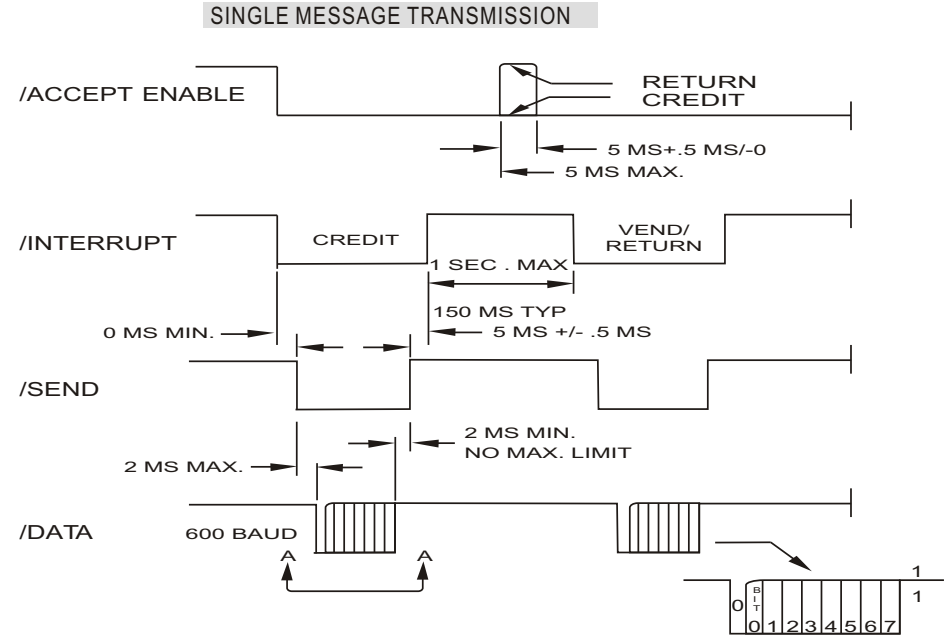 SINGLE MESSAGE TRANSMISSION
/ACCEPT ENABLE
RETURN
CREDIT
5 MS+.5 MS/-0
5 MS MAX.
/INTERRUPT
CREDIT
VEND/
RETURN
1 SEC . MAX
150 MS TYP
0 MS MIN.
5 MS +/- .5 MS
/SEND
2 MS MIN.
NO MAX. LIMIT
2 MS MAX.
/DATA
600 BAUD
A A
1
1
0 BIT
0 1 2 3 4 5 6 7